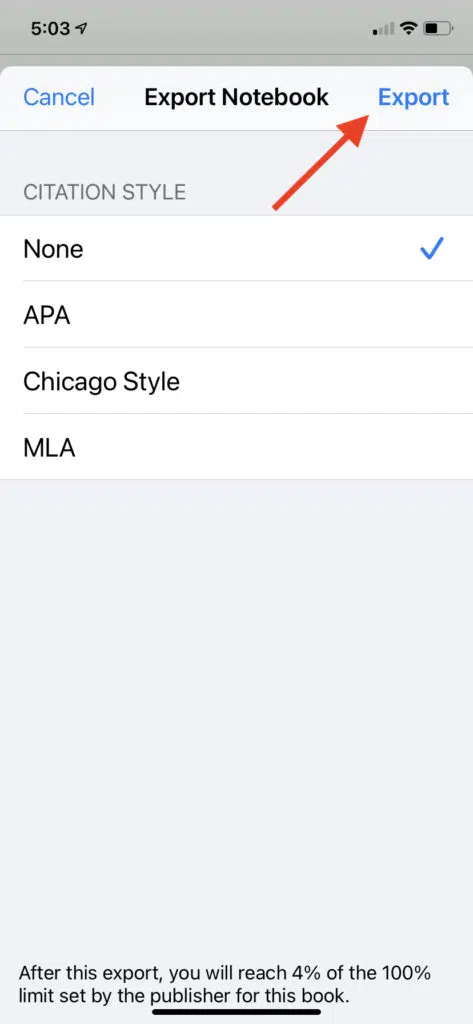 5:03
Cancel Export Notebook Export
CITATION STYLE
None
APA
Chicago Style
MLA
After this export, you will reach 4% of the 100%
limit set by the publisher for this book.